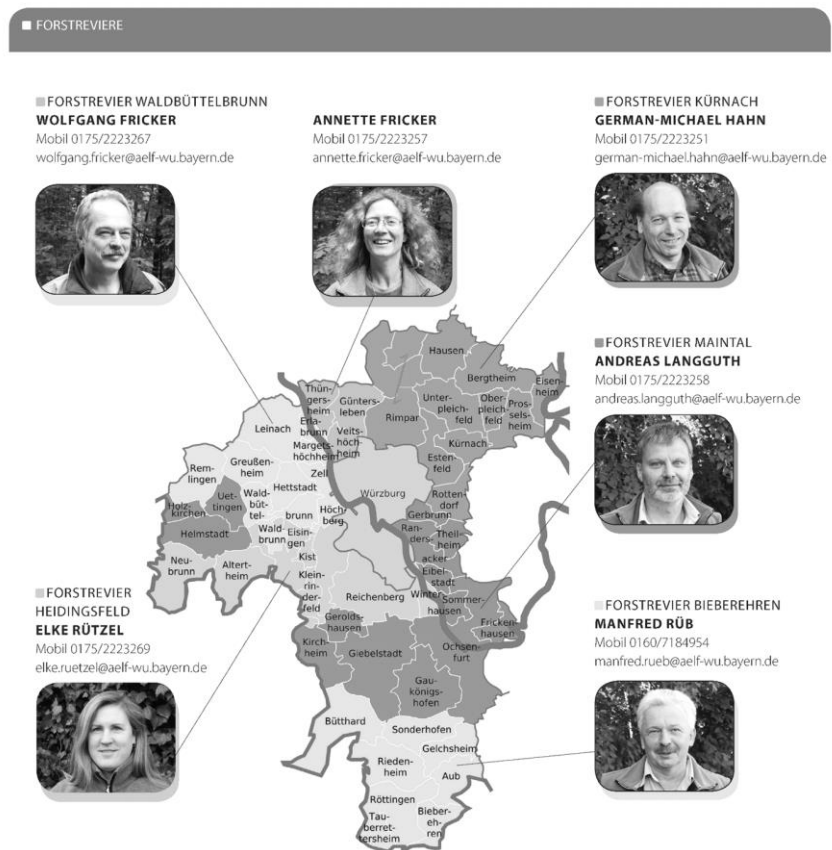 FORSTREVIERE
FORSTREVIER WALDBÜTTELBRUNN
WOLFGANG FRICKER
Mobil 0175/2223267
wolfgang.fricker@aelf-wu.bayern.de
ANNETTE FRICKER
Mobil 0175/2223257
annette.fricker@aelf-wu.bayern.de
FORSTREVIER KÜRNACH
GERMAN-MICHAEL HAHN
Mobil 0175/2223251
german-michael.hahn@aelf-wu.bayern.de
FORSTREVIER MAINTAL
ANDREAS LANGGUTH
Mobil 0175/2223258
andreas.langguth@aelf-wu.bayern.de
FORSTREVIER
HEIDINGSFELD
ELKE RÜTZEL
Mobil 0175/2223269
elke.ruetzel@aelf-wu.bayern.de
FORSTREVIER BIEBEREHREN
MANFRED RÜB
Mobil 0160/7184954
manfred.rueb@aelf-wu.bayern.de
Hausen
Bergtheim
Eisen-
heim
Thün-
gers-
heim
Günters-
leben
Rimpar
Unter-
pleich-
feld
Ober-
pleich-
feld
Pros-
sels-
heim
Leinach
Erla-
brunn
Veits-
höch-
heim
Margets-
höchheim
Kürnach
Esten-
feld
Rem-
lingen
Greußen-
heim
Zell
Hettstadt
Würzburg
Rotten-
dorf
Holz-
kirchen
Uet-
tingen
Wald-
büt-
tel-
brunn
Höch-
berg
Gerbrunn
Ran-
ders-
acker
Theil-
heim
Helmstadt
Wald-
brunn
Eisin-
gen
Kist
Eibel-
stadt
Neu-
brunn
Altert-
heim
Klein-
rin-
der-
feld
Reichenberg
Winter-
hausen
Sommer-
hausen
Fricken-
hausen
Gerolds-
hausen
Kirch-
heim
Giebelstadt
Ochsen-
furt
Gau-
königs-
hofen
Bütthard
Sonderhofen
Gelchsheim
Rieden-
heim
Aub
Röttingen
Tau-
berret-
tersheim
Bieber-
eh-
ren